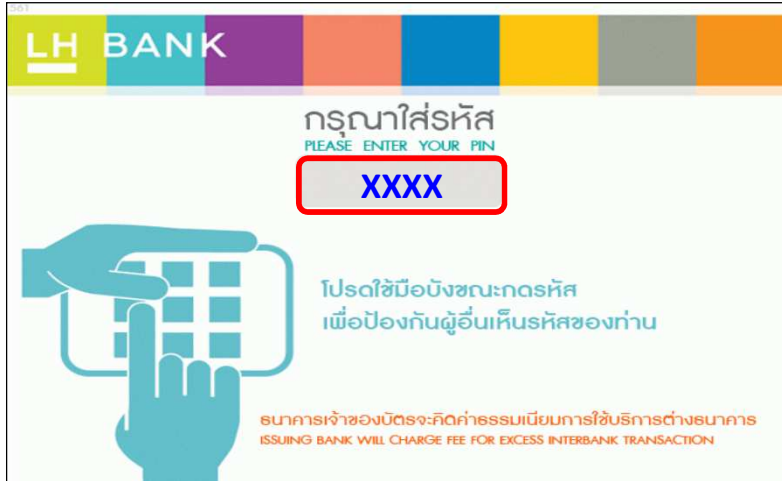 561
LH BANK
กรุณาใส่รหัส
PLEASE ENTER YOUR PIN
XXXX
โปรดใช้มือบังขณะกดรหัส
เพื่อป้องกันผู้อื่นเห็นรหัสของท่าน
ธนาคารเจ้าของบัตรจะคิดค่าธรรมเนียมการใช้บริการต่างธนาคาร
ISSUING BANK WILL CHARGE FEE FOR EXCESS INTERBANK TRANSACTION